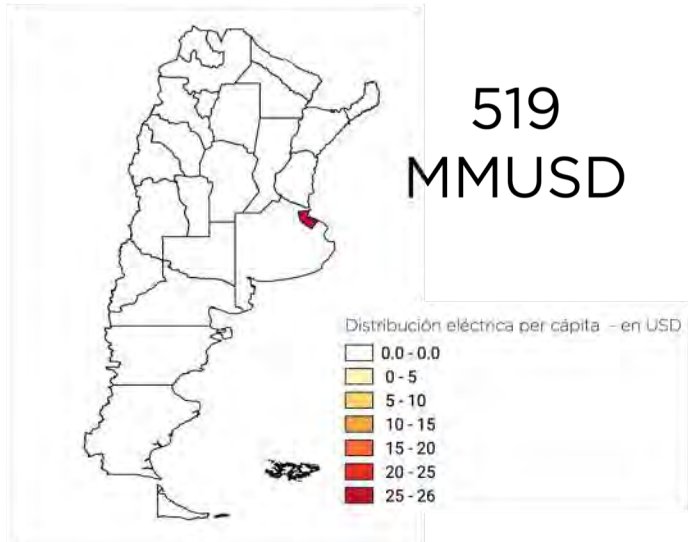 519
MMUSD
Distribución eléctrica per cápita - en USD
0.0 - 0.0
0 - 5
5 - 10
10 - 15
15 - 20
20 - 25
25 - 26